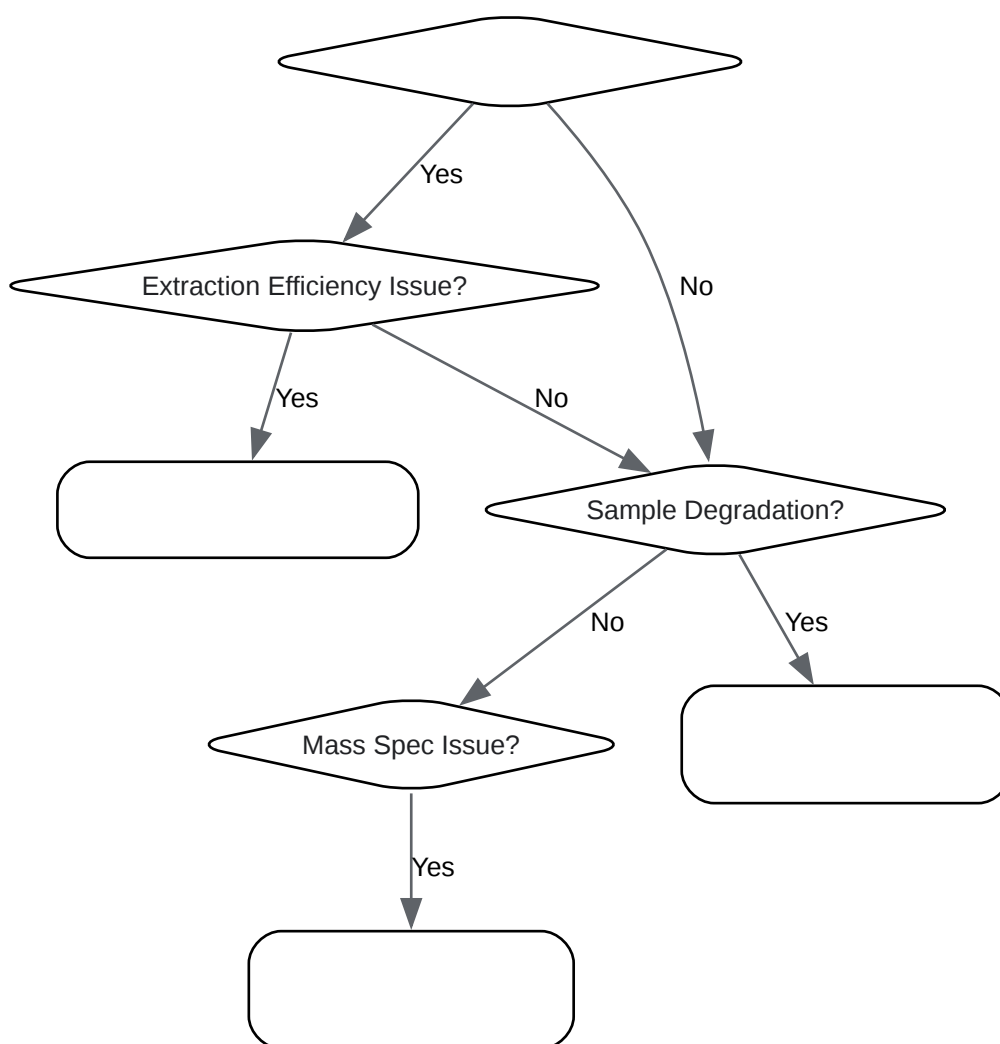 Yes
Extraction Efficiency Issue?
No
Yes
No
Sample Degradation?
No
Yes
Mass Spec Issue?
Yes